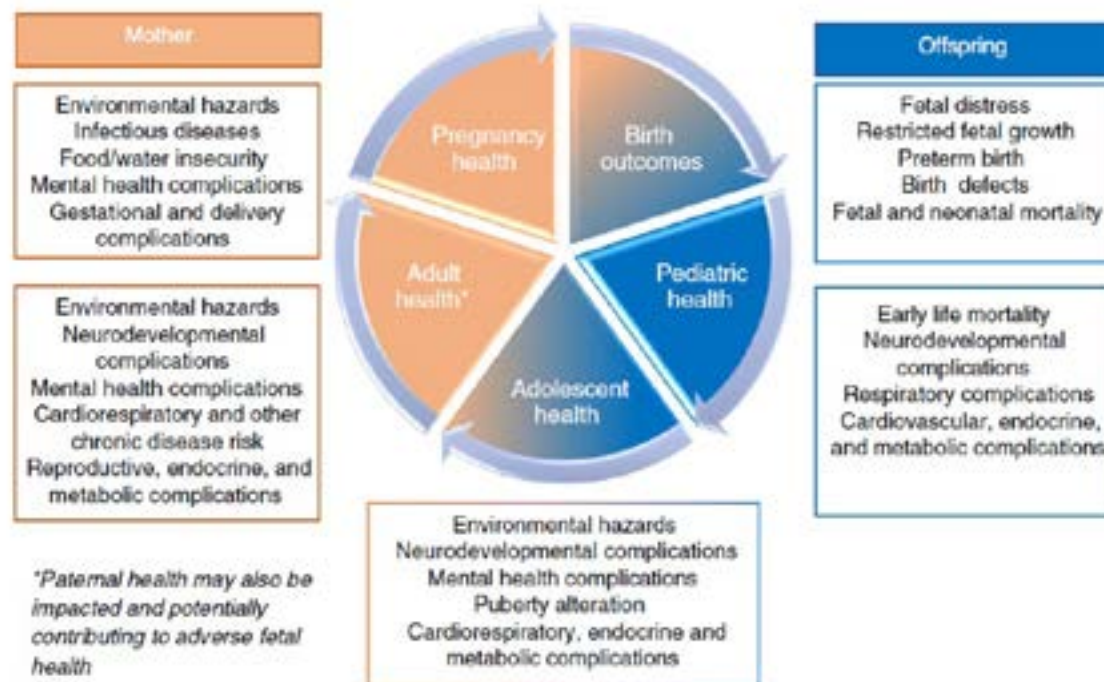 Mother
Environmental hazards
Infectious diseases
Food/water insecurity
Mental health complications
Gestational and delivery
complications
Environmental hazards
Neurodevelopmental
complications
Mental health complications
Cardiorespiratory and other
chronic disease risk
Reproductive, endocrine, and
metabolic complications
*Paternal health may also be
impacted and potentially
contributing to adverse fetal
health
Pregnancy
health
Birth
outcomes
Adult
health*
Pediatric
health
Adolescent
health
Environmental hazards
Neurodevelopmental complications
Mental health complications
Puberty alteration
Cardiorespiratory, endocrine and
metabolic complications
Offspring
Fetal distress
Restricted fetal growth
Preterm birth
Birth defects
Fetal and neonatal mortality
Early life mortality
Neurodevelopmental
complications
Respiratory complications
Cardiovascular, endocrine,
and metabolic complications